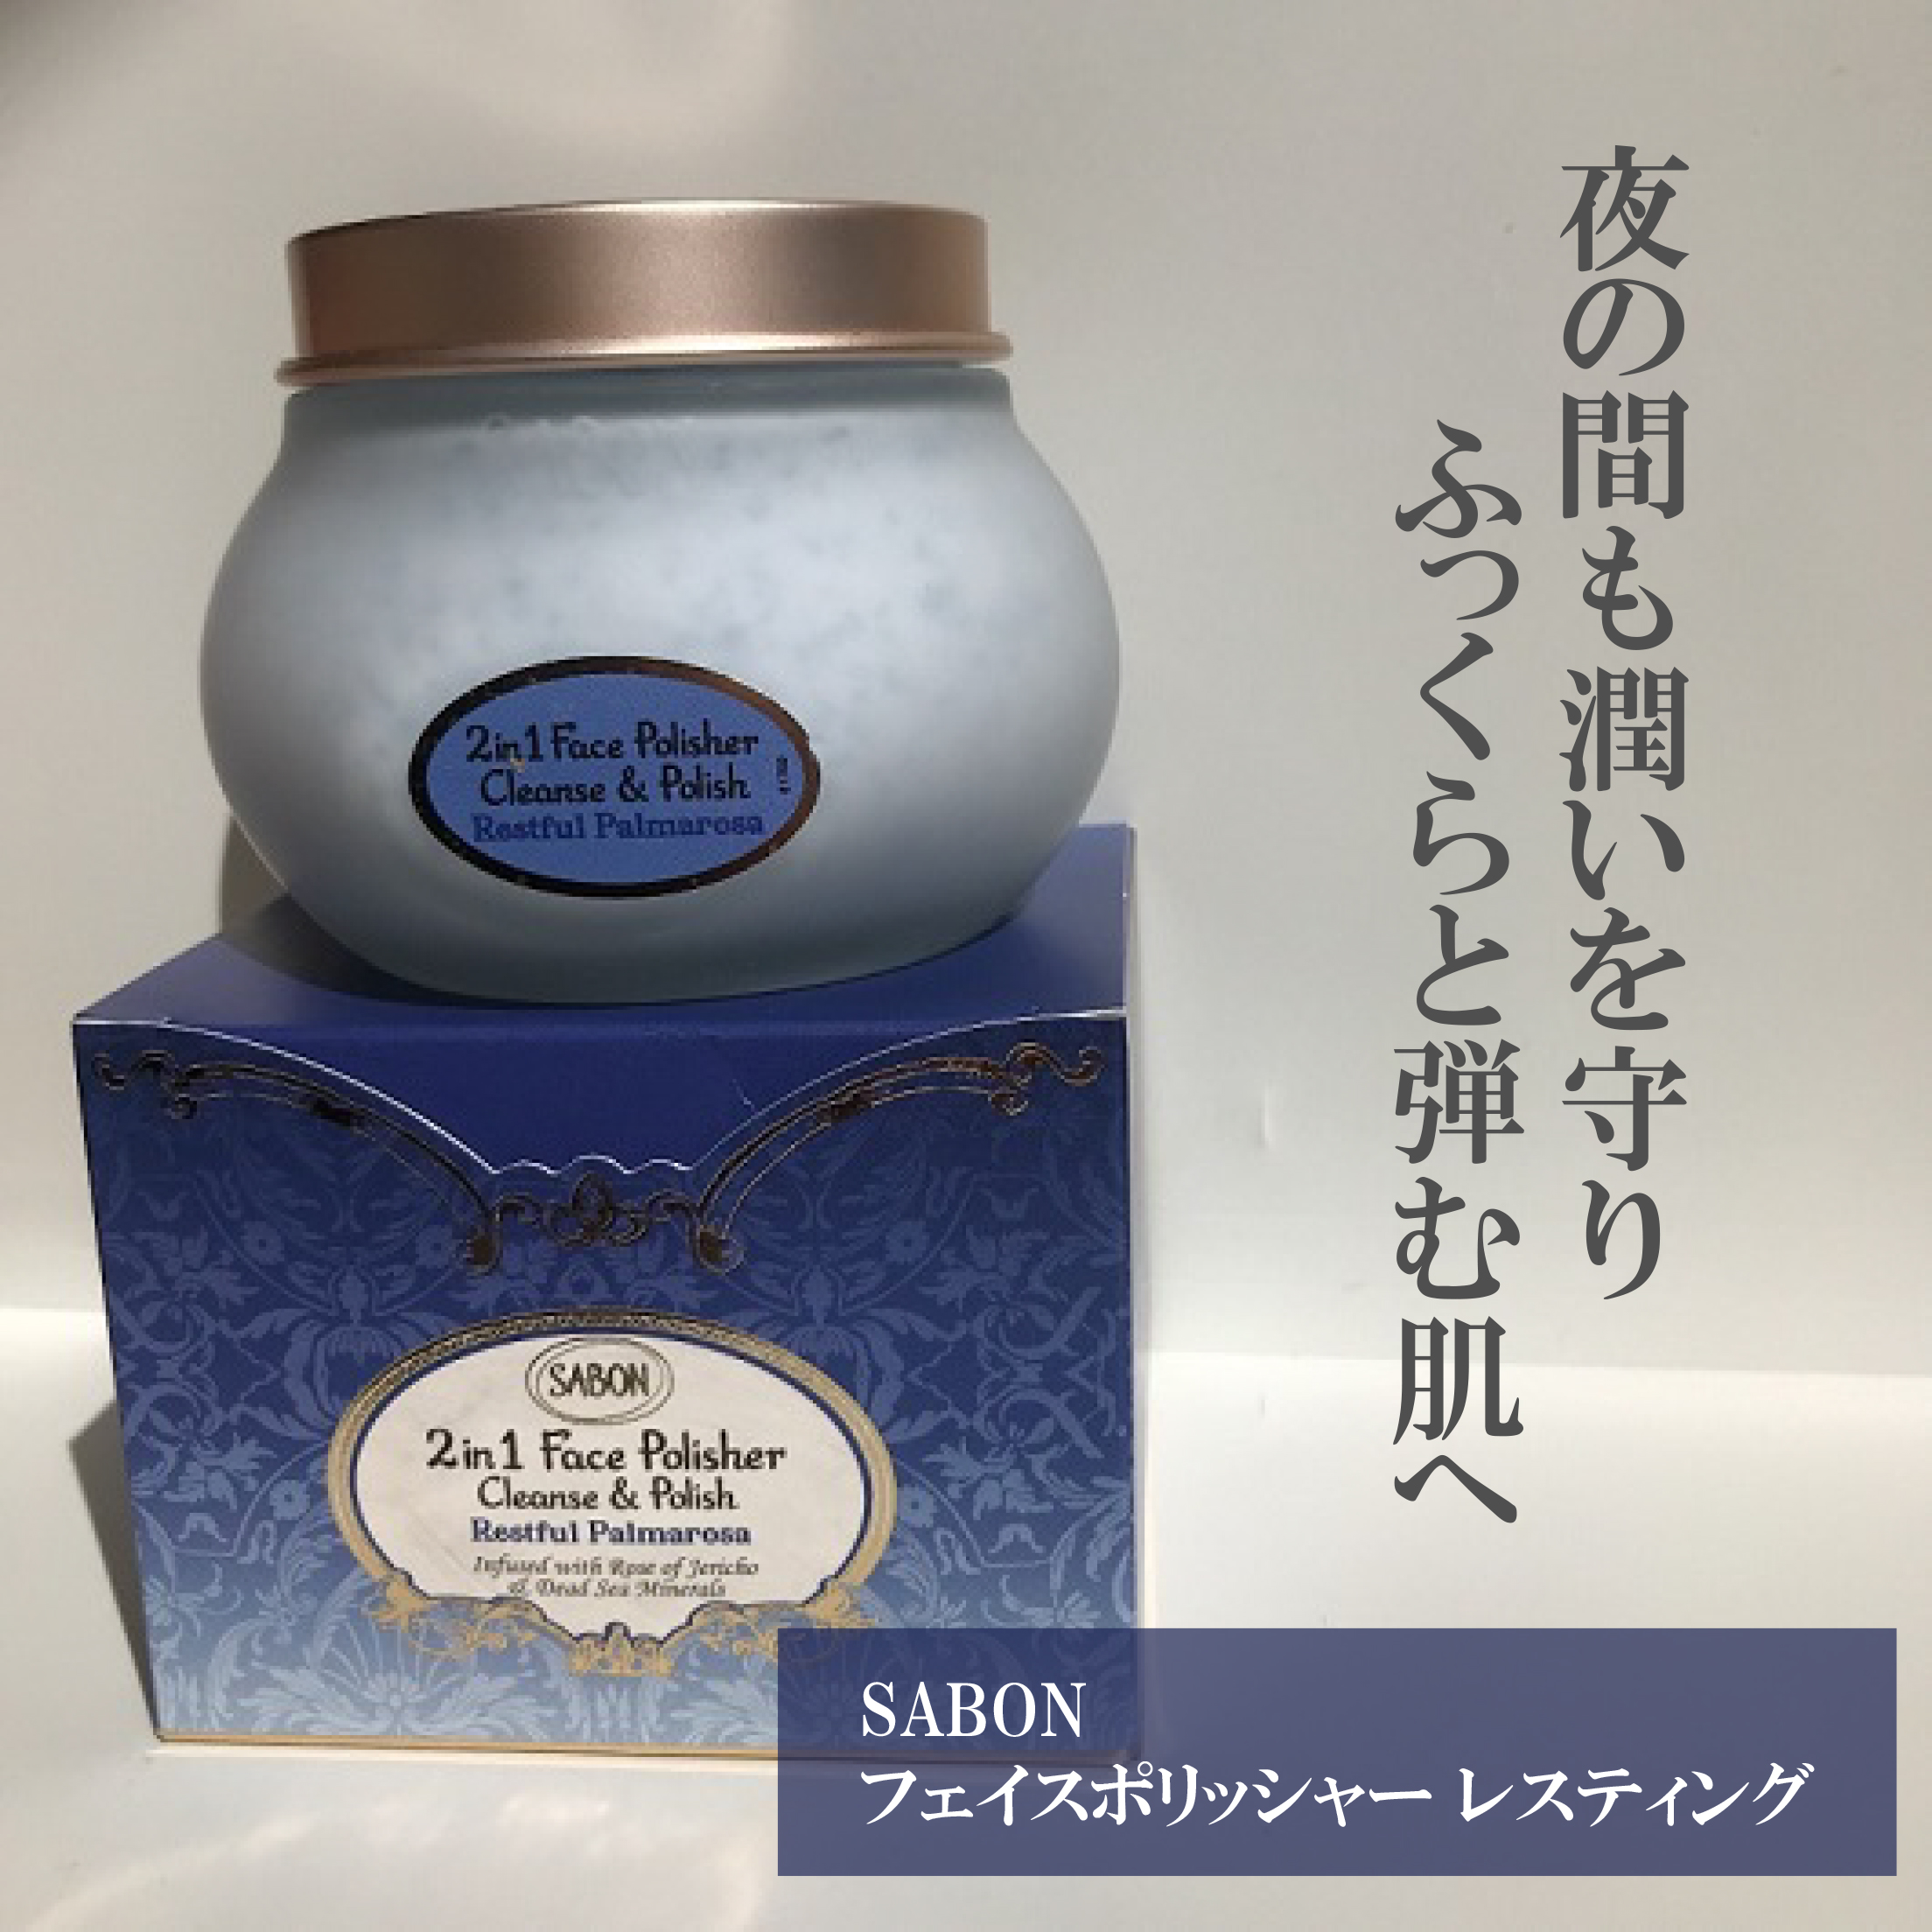 夜の間も潤いを守り
ふっくらと弾む肌へ
2in1 Face Polisher
Cleanse & Polish
Restful Palmarosa
SABON
2 in 1 Face Polisher
Cleanse & Polish
Restful Palmarosa
Infused with Rose of Jericho
& Dead Sea Minerals
SABON
フェイスポリッシャー レスティング